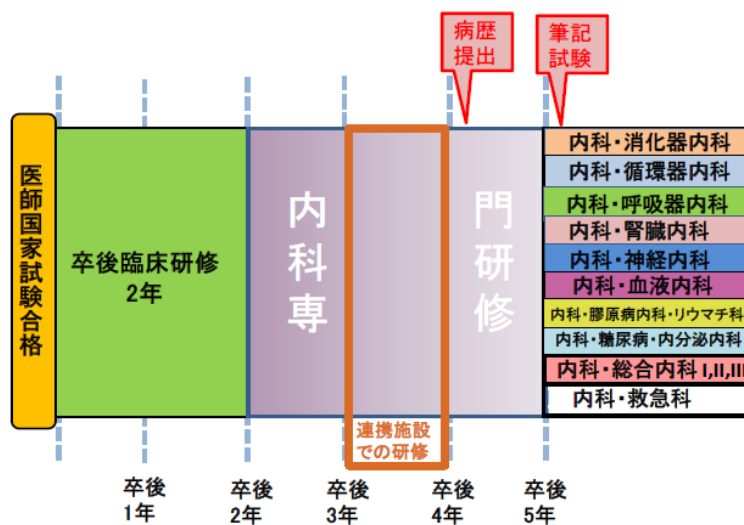 病歴
提出
筆記
試験
医師国家試験合格
卒後臨床研修
2年
内科専
門研修
連携施設
での研修
内科・消化器内科
内科・循環器内科
内科・呼吸器内科
内科・腎臓内科
内科・神経内科
内科・血液内科
内科・膠原病内科・リウマチ科
内科・糖尿病・内分泌内科
内科・総合内科 I,II,III
内科・救急科
卒後
1年
卒後
2年
卒後
3年
卒後
4年
卒後
5年